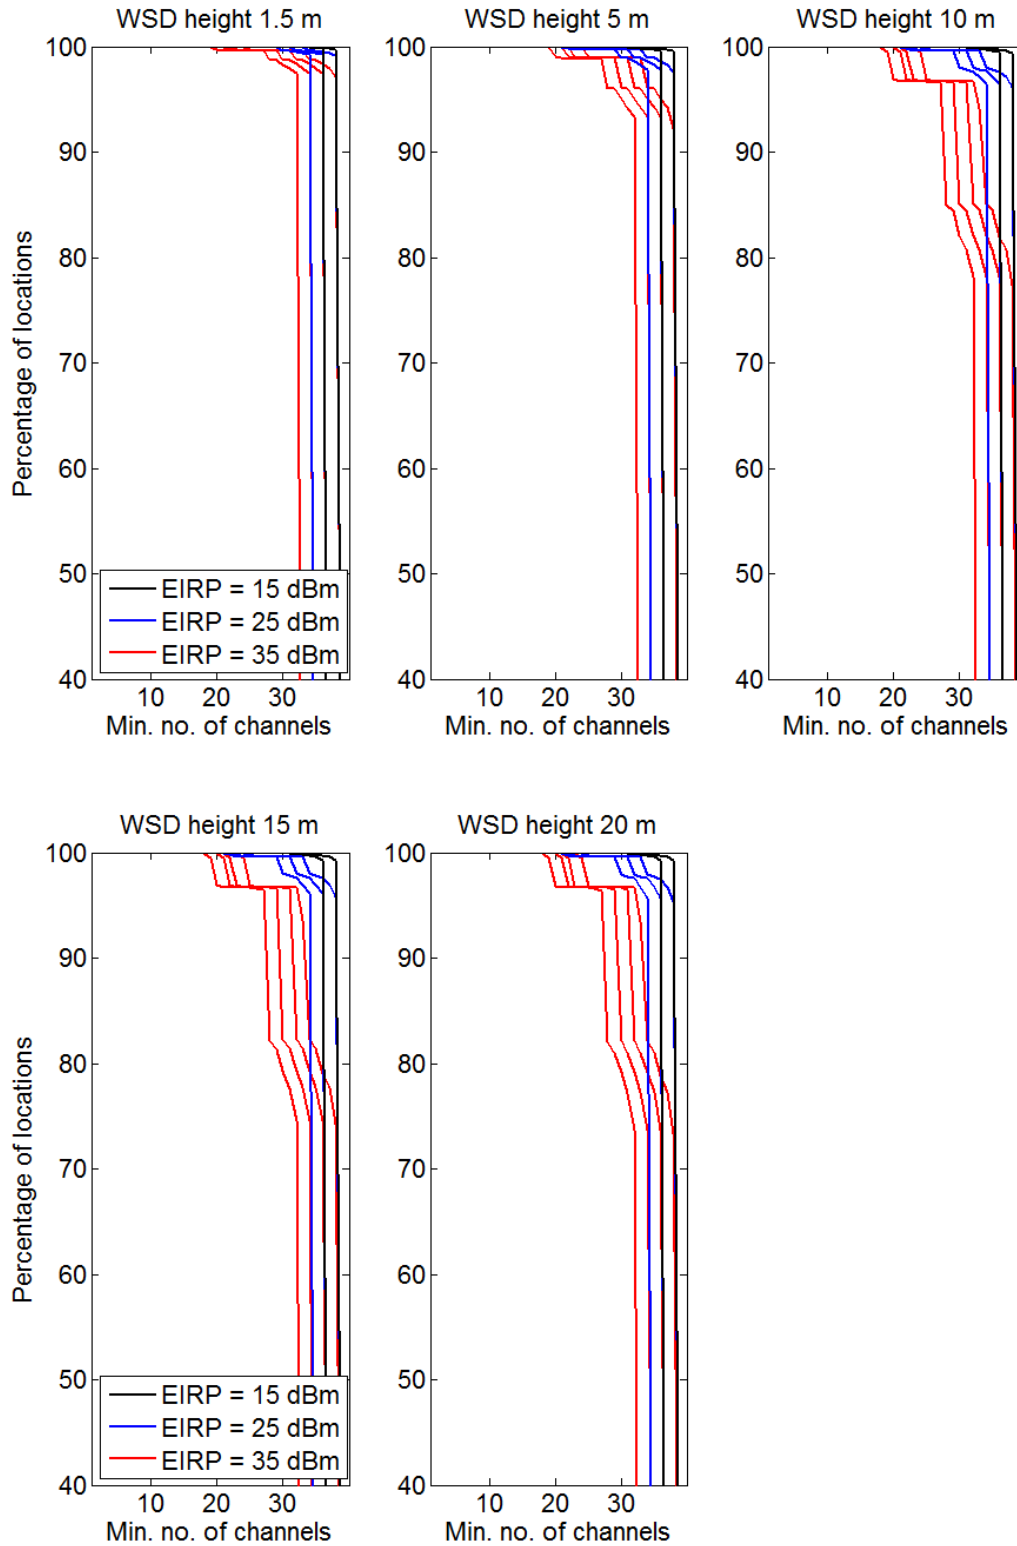 WSD height 1.5 m
WSD height 5 m
WSD height 10 m
Percentage of locations
100
90
80
70
60
50
40
100
90
80
70
60
50
40
100
90
80
70
60
50
40
EIRP = 15 dBm
EIRP = 25 dBm
EIRP = 35 dBm
10 20 30
10 20 30
10 20 30
Min. no. of channels
Min. no. of channels
Min. no. of channels
WSD height 15 m
WSD height 20 m
Percentage of locations
100
90
80
70
60
50
40
100
90
80
70
60
50
40
EIRP = 15 dBm
EIRP = 25 dBm
EIRP = 35 dBm
10 20 30
10 20 30
Min. no. of channels
Min. no. of channels